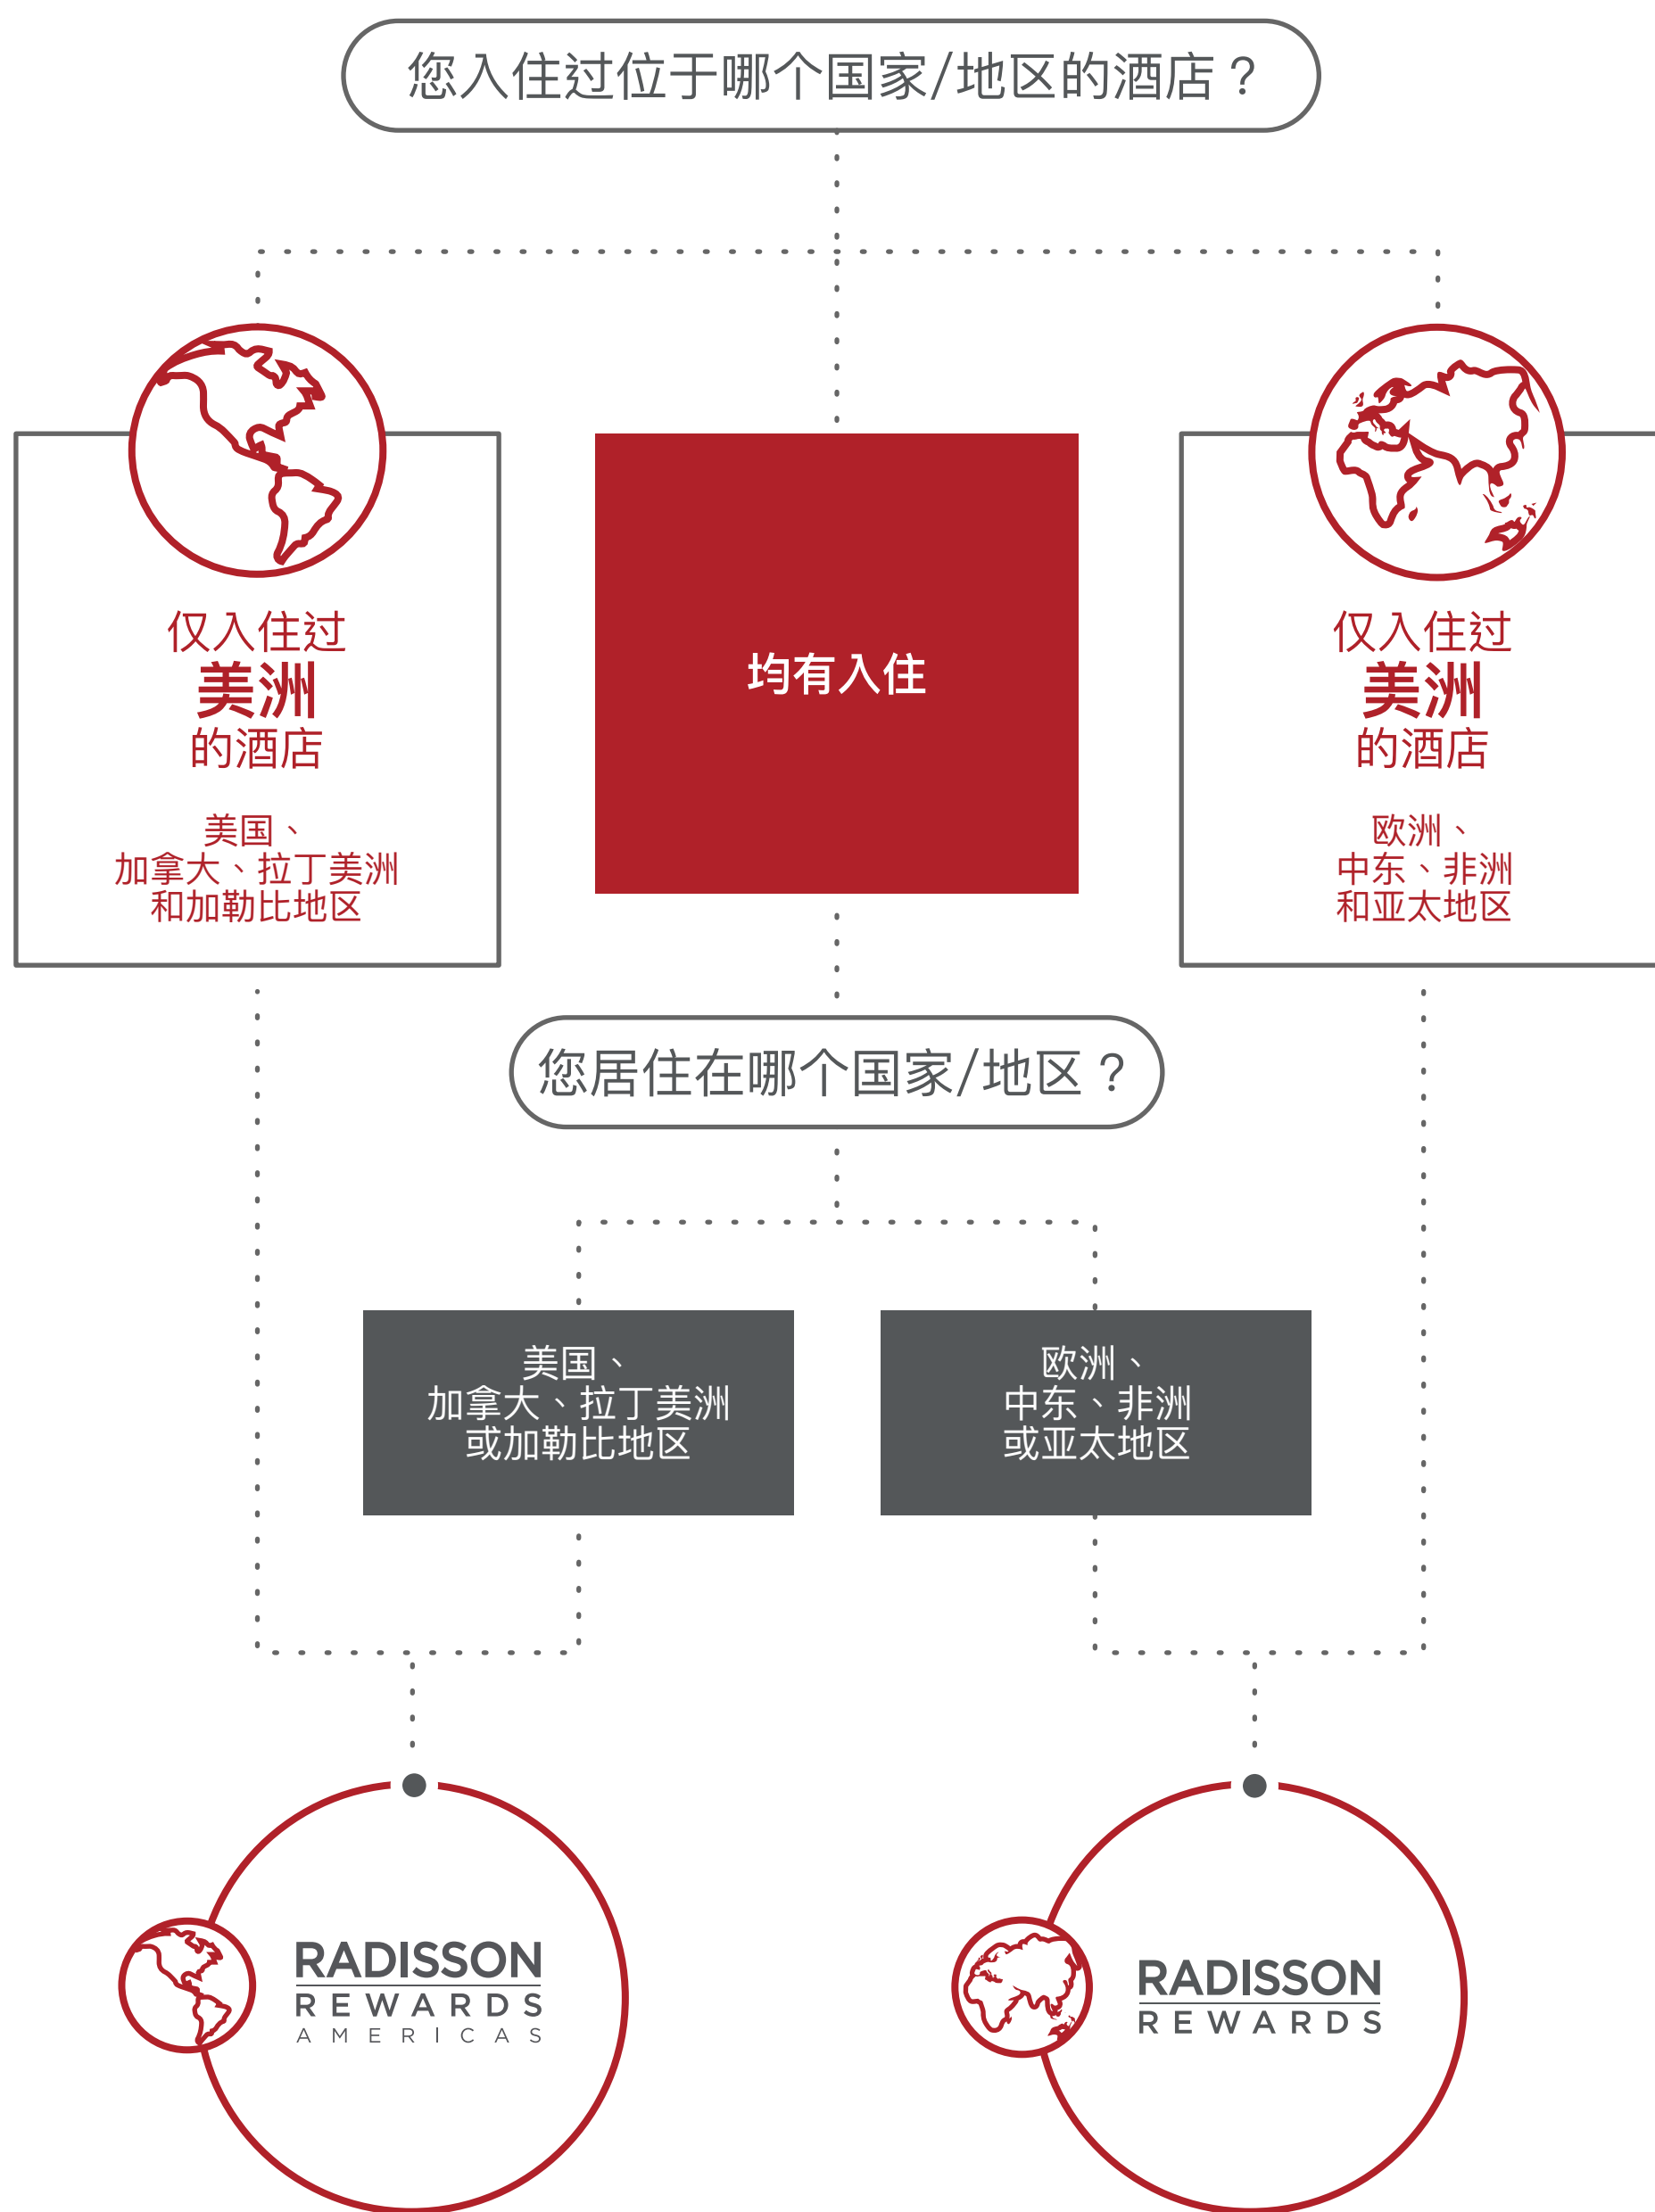 您入住过位于哪个国家/地区的酒店？
仅入住过
美洲
的酒店
美国、
加拿大、拉丁美洲
和加勒比地区
均有入住
仅入住过
美洲
的酒店
欧洲、
中东、非洲
和亚太地区
您居住在哪个国家/地区？
美国、
加拿大、拉丁美洲
或加勒比地区
欧洲、
中东、非洲
或亚太地区
RADISSON
REWARDS
AMERICAS
RADISSON
REWARDS